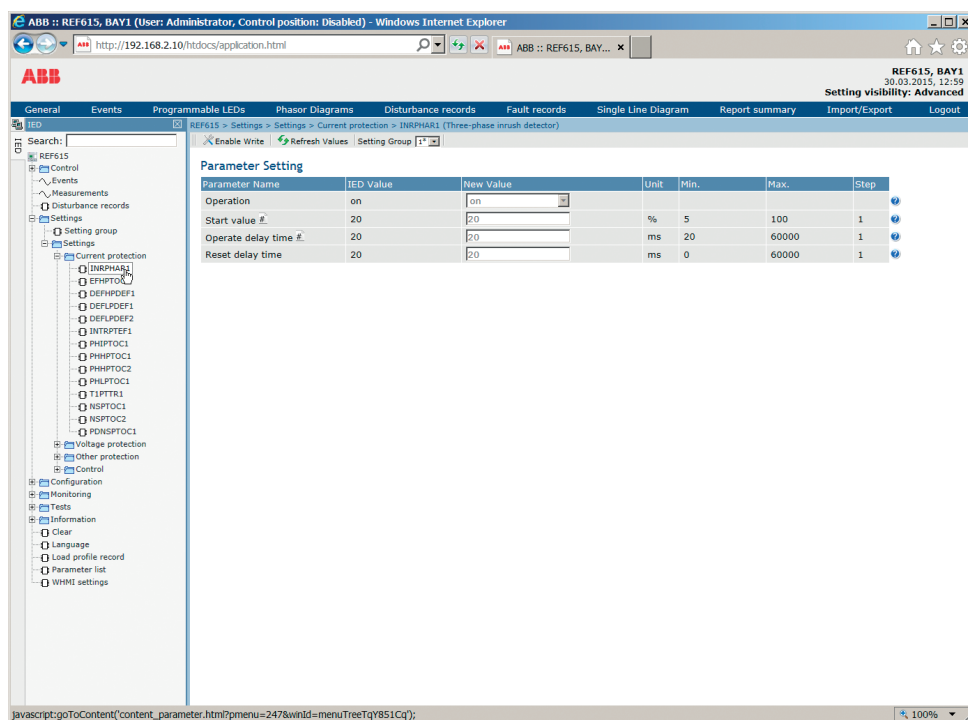 ABB :: REF615, BAY1 (User: Administrator, Control position: Disabled) - Windows Internet Explorer
ABB http://192.168.2.10/htdocs/application.html ABB ABB :: REF615, BAY... ×
ABB
REF615, BAY1
30.03.2015, 12:59
Setting visibility: Advanced
General Events Programmable LEDs Phasor Diagrams Disturbance records Fault records Single Line Diagram Report summary Import/Export Logout
IED
IED
REF615 > Settings > Settings > Current protection > INRPHAR1 (Three-phase inrush detector)
Search:
Enable Write Refresh Values Setting Group 1*
REF615
Control
Events
Measurements
Disturbance records
Settings
Setting group
Settings
Current protection
INRPHAR1
DEFHPDEF1
DEFLPDEF1
DEFLPDEF2
INTRPTEF1
PHIPTOC1
PHHPTOC1
PHHPTOC2
PHLPTOC1
T1PTTR1
NSPTOC1
NSPTOC2
PDNSPTOC1
Voltage protection
Other protection
Control
Configuration
Monitoring
Tests
Information
Clear
Language
Load profile record
Parameter list
WHMI settings
Parameter Setting
Parameter Name IED Value New Value Unit Min. Max. Step
Operation on on ?
Start value # 20 20 % 5 100 1 ?
Operate delay time # 20 20 ms 20 60000 1 ?
Reset delay time 20 20 ms 0 60000 1 ?
javascript:goToContent('content_parameter.html?pmenu=247&winId=menuTreeTqY851Cq');
100%